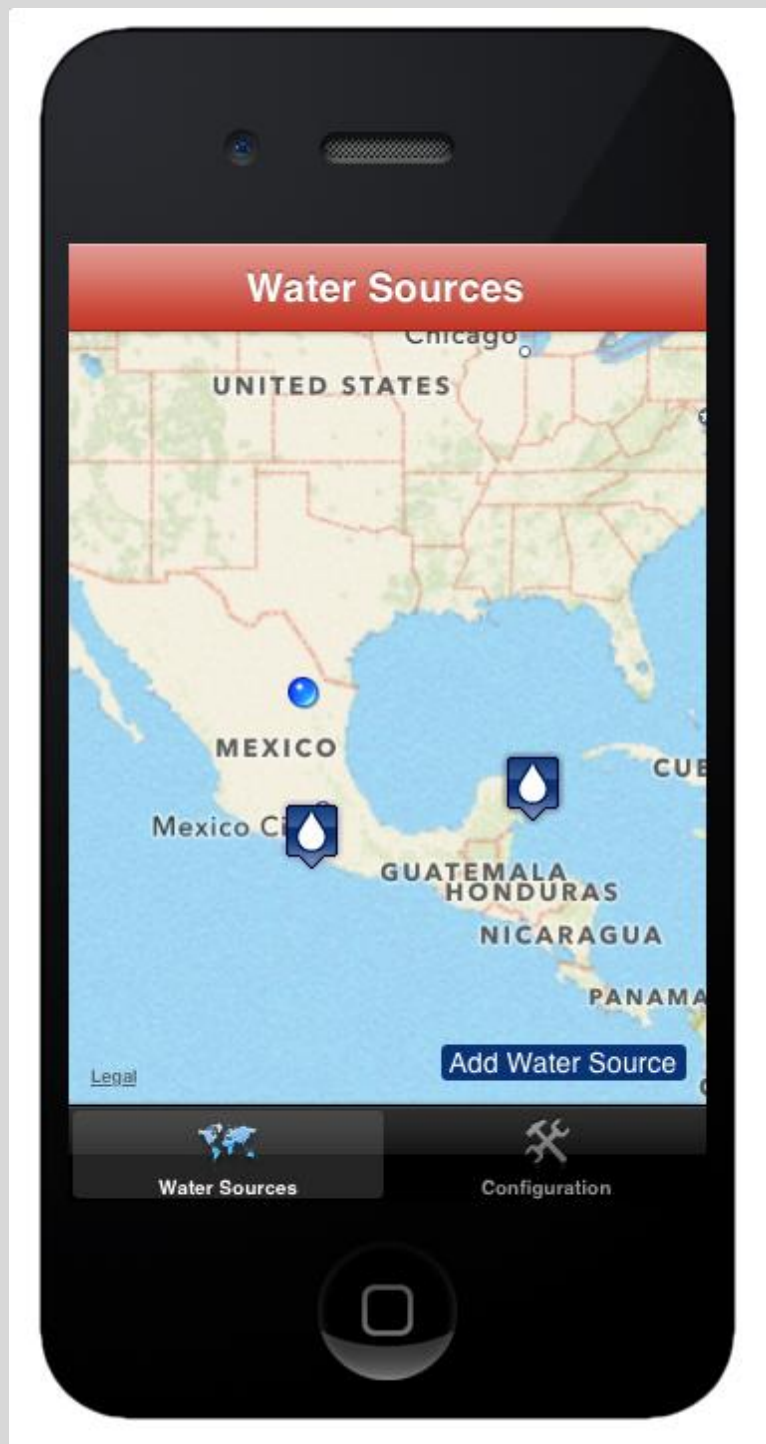 Water Sources
Chicago
UNITED STATES
MEXICO
CUB
Mexico Ci
GUATEMALA
HONDURAS
NICARAGUA
PANAMA
Add Water Source
Legal
Water Sources
Configuration